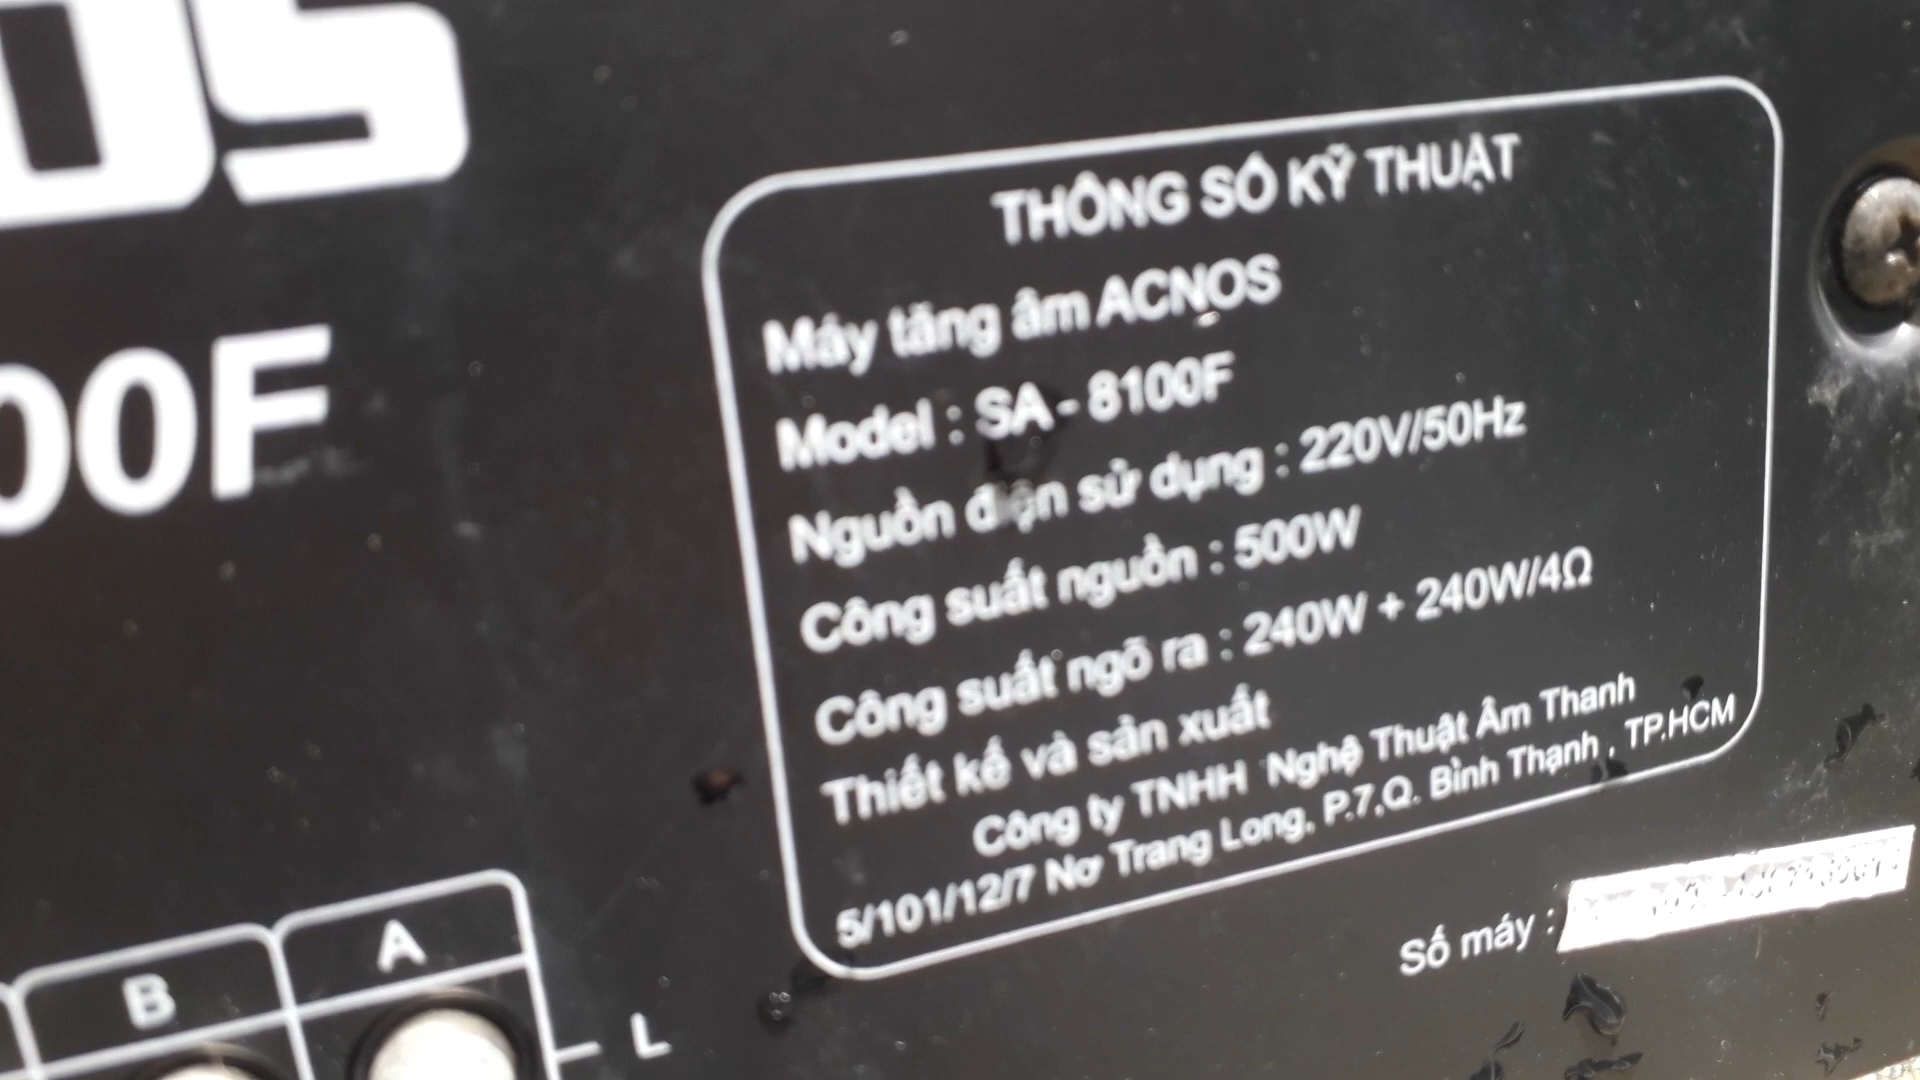 OS
00F
THÔNG SỐ KỸ THUẬT
Máy tăng âm ACNOS
Model : SA - 8100F
Nguồn điện sử dụng : 220V/50Hz
Công suất nguồn : 500W
Công suất ngõ ra : 240W + 240W/4Ω
Thiết kế và sản xuất
Công ty TNHH Nghệ Thuật Âm Thanh
5/101/12/7 Nơ Trang Long, P.7,Q. Bình Thạnh , TP.HCM
Số máy :
B A
L